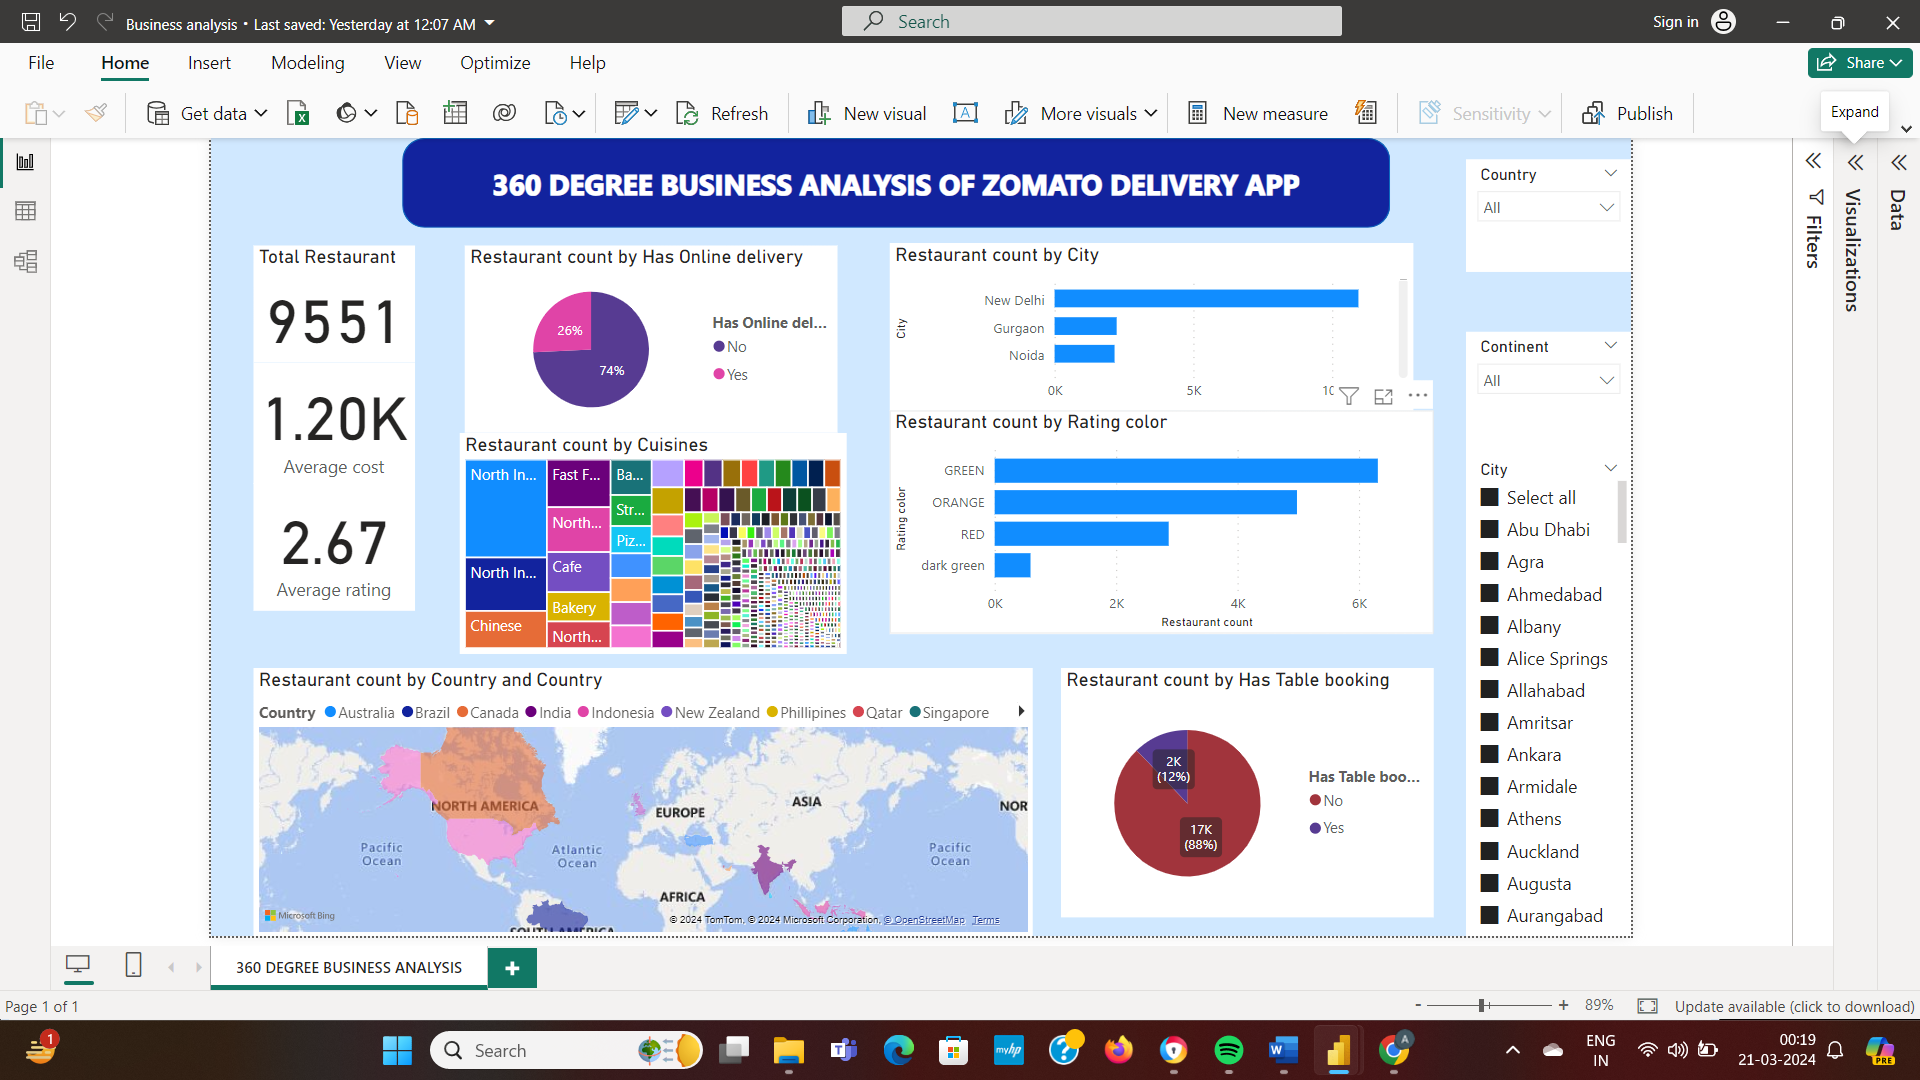 Business analysis • Last saved: Yesterday at 12:07 AM
Search
Sign in
File Home Insert Modeling View Optimize Help
Share
Get data
Refresh
New visual
More visuals
New measure
Sensitivity
Publish
Expand
360 DEGREE BUSINESS ANALYSIS OF ZOMATO DELIVERY APP
Total Restaurant
9551
1.20K
Average cost
2.67
Average rating
Restaurant count by Has Online delivery
26%
74%
Has Online del...
No
Yes
Restaurant count by City
City
New Delhi
Gurgaon
Noida
0K 5K
Restaurant count by Rating color
Rating color
GREEN
ORANGE
RED
dark green
0K 2K 4K 6K
Restaurant count
Restaurant count by Cuisines
North In...
North In...
Chinese
Fast F...
North...
Cafe
Bakery
North...
Ba...
Str...
Piz...
Restaurant count by Country and Country
Country Australia Brazil Canada India Indonesia New Zealand Phillipines Qatar Singapore
NORTH AMERICA
EUROPE
ASIA
NOR
Pacific
Ocean
Atlantic
Ocean
Pacific
Ocean
AFRICA
SOUTH AMERICA
Microsoft Bing
© 2024 TomTom, © 2024 Microsoft Corporation, © OpenStreetMap Terms
Restaurant count by Has Table booking
2K
(12%)
17K
(88%)
Has Table boo...
No
Yes
Country
All
Continent
All
City
Select all
Abu Dhabi
Agra
Ahmedabad
Albany
Alice Springs
Allahabad
Amritsar
Ankara
Armidale
Athens
Auckland
Augusta
Aurangabad
Filters
Visualizations
Data
360 DEGREE BUSINESS ANALYSIS
Page 1 of 1
- + 89%
Update available (click to download)
1
Search
myhp
A
ENG
IN
00:19
21-03-2024
PRE